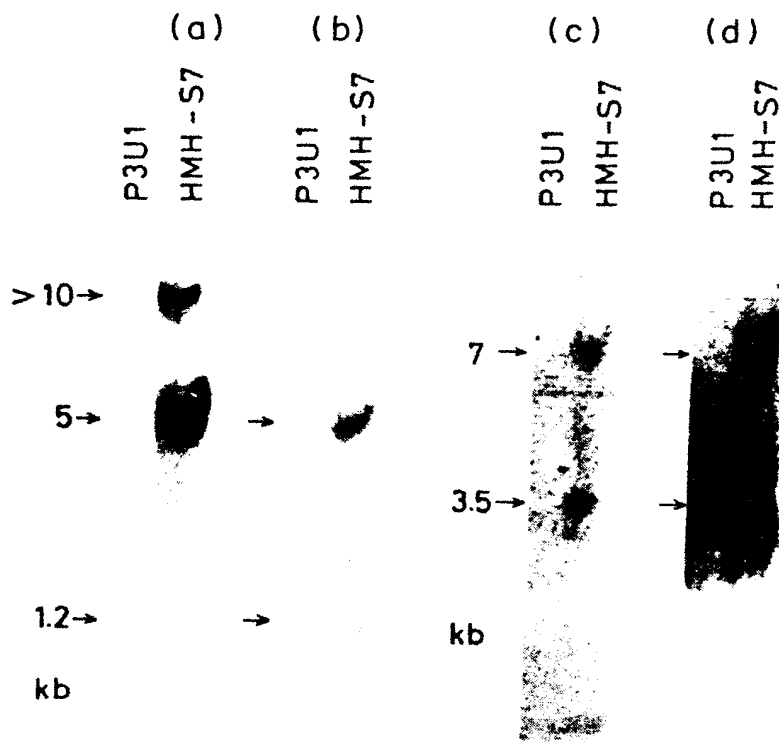 (a) (b) (c) (d)
P3U1
HMH-S7
P3U1
HMH-S7
P3U1
HMH-S7
P3U1
HMH-S7
> 10→
5→ →
1.2→ →
kb
7 → →
3.5→ →
kb